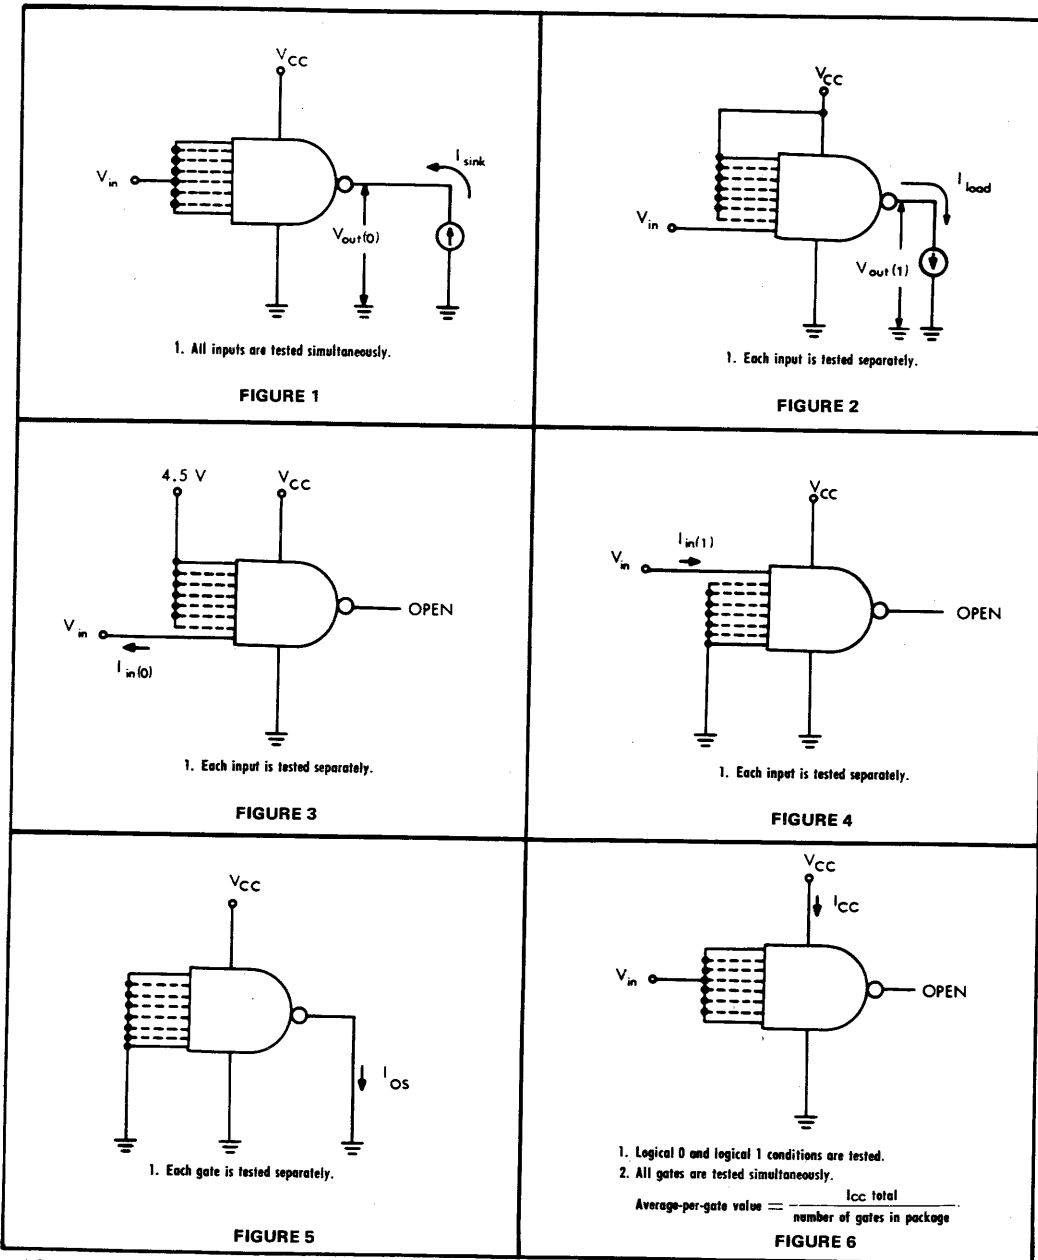 VCC
Vin
Isink
Vout(0)
1. All inputs are tested simultaneously.
FIGURE 1
VCC
Iload
Vin
Vout(1)
1. Each input is tested separately.
FIGURE 2
4.5 V
VCC
OPEN
Vin
Iin(0)
1. Each input is tested separately.
FIGURE 3
VCC
Iin(1)
Vin
OPEN
1. Each input is tested separately.
FIGURE 4
VCC
IOS
1. Each gate is tested separately.
FIGURE 5
VCC
ICC
Vin
OPEN
1. Logical 0 and logical 1 conditions are tested.
2. All gates are tested simultaneously.
Average-per-gate value = Icc total
number of gates in package
FIGURE 6